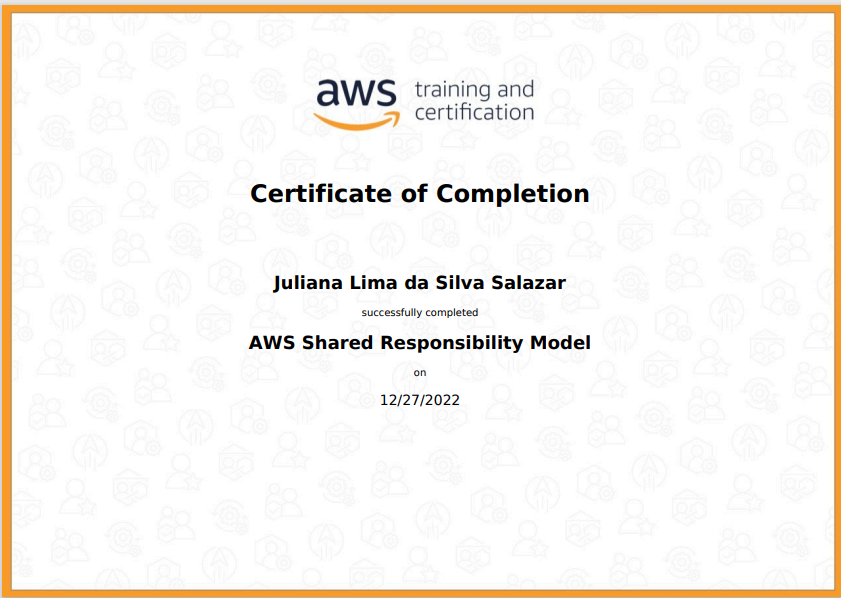 aws training and
certification
Certificate of Completion
Juliana Lima da Silva Salazar
successfully completed
AWS Shared Responsibility Model
on
12/27/2022